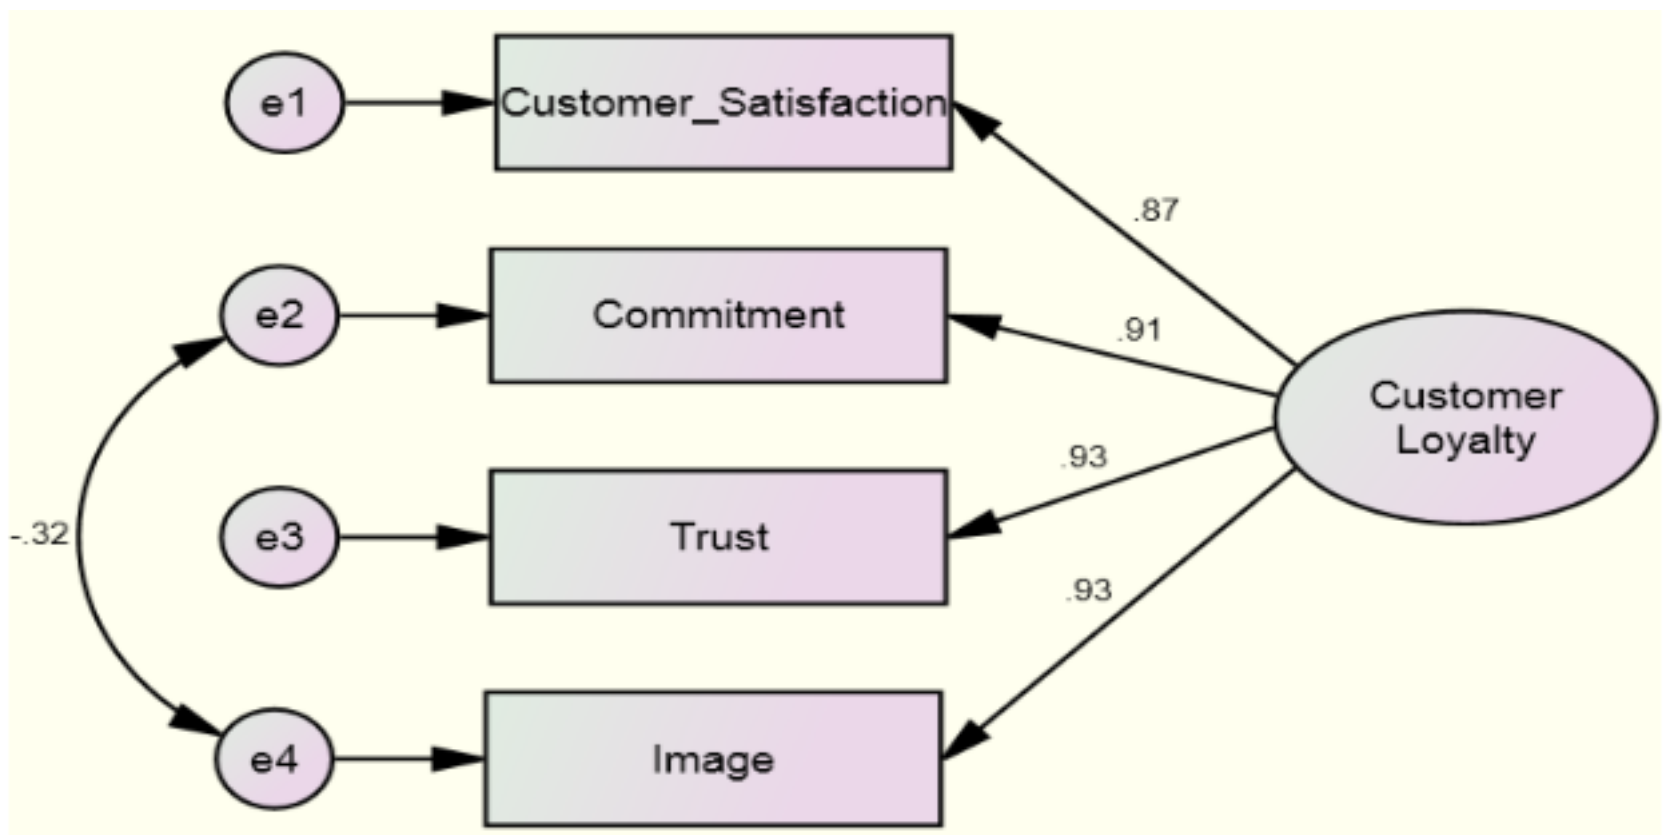 e1
Customer_Satisfaction
.87
e2
Commitment
.91
Customer
Loyalty
.93
-.32
e3
Trust
.93
e4
Image